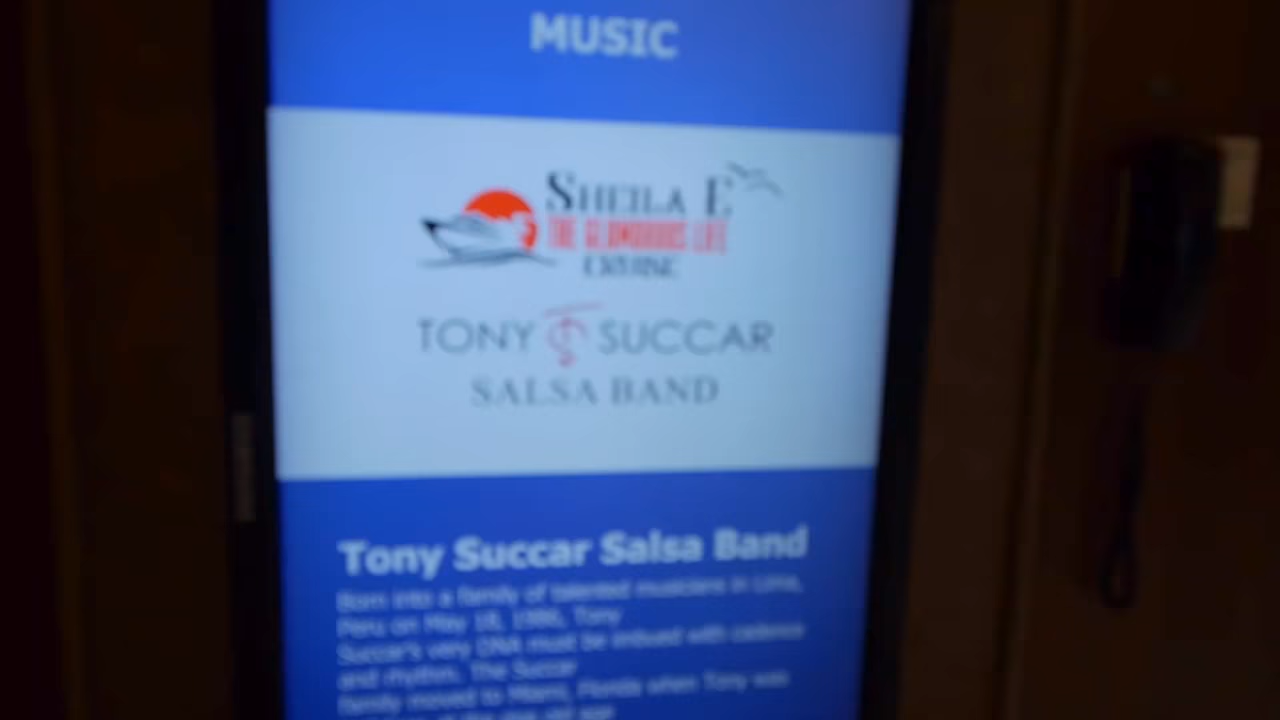 MUSIC
SHEILA E
THE GLAMOROUS LIFE
CRUISE
TONY SUCCAR
SALSA BAND
Tony Succar Salsa Band
Born into a family of talented musicians in Lima,
Peru on May 18, 1986, Tony
Succar's very DNA must be imbued with cadence
and rhythm. The Succar
family moved to Miami, Florida when Tony was